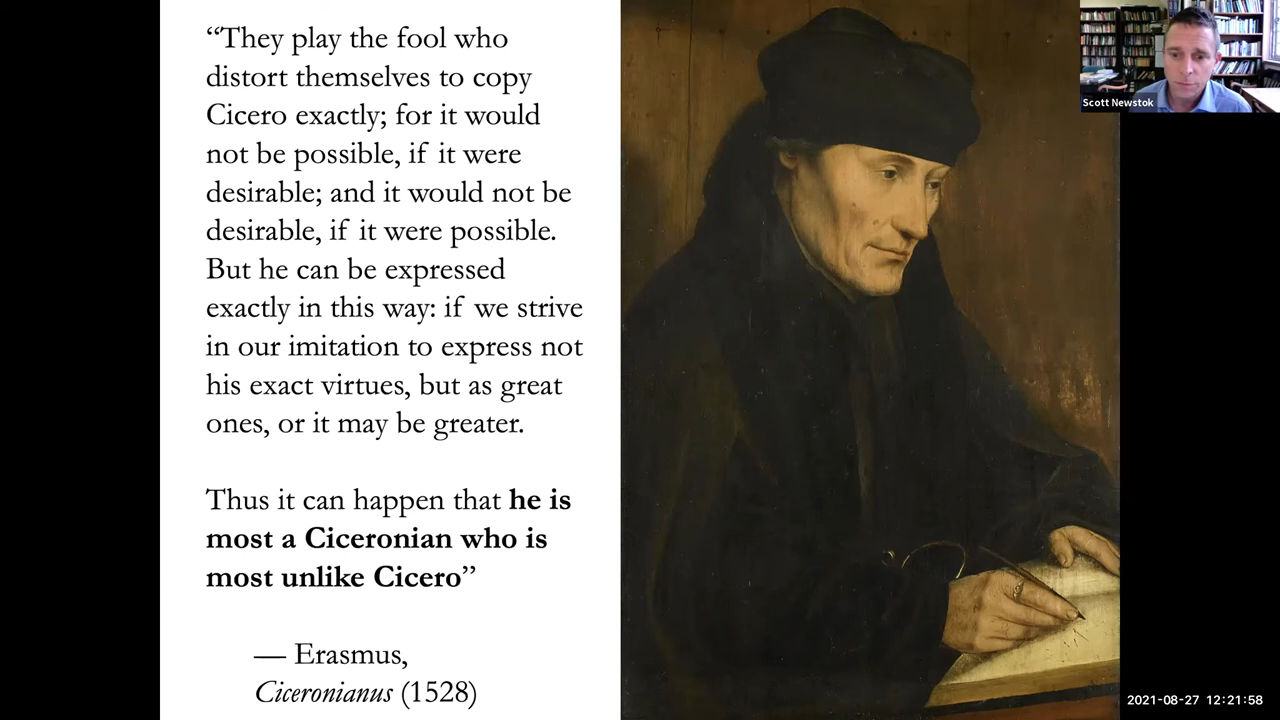 “They play the fool who
distort themselves to copy
Cicero exactly; for it would
not be possible, if it were
desirable; and it would not be
desirable, if it were possible.
But he can be expressed
exactly in this way: if we strive
in our imitation to express not
his exact virtues, but as great
ones, or it may be greater.
Thus it can happen that he is
most a Ciceronian who is
most unlike Cicero”
— Erasmus,
Ciceronianus (1528)
Scott Newstok
2021-08-27 12:21:58